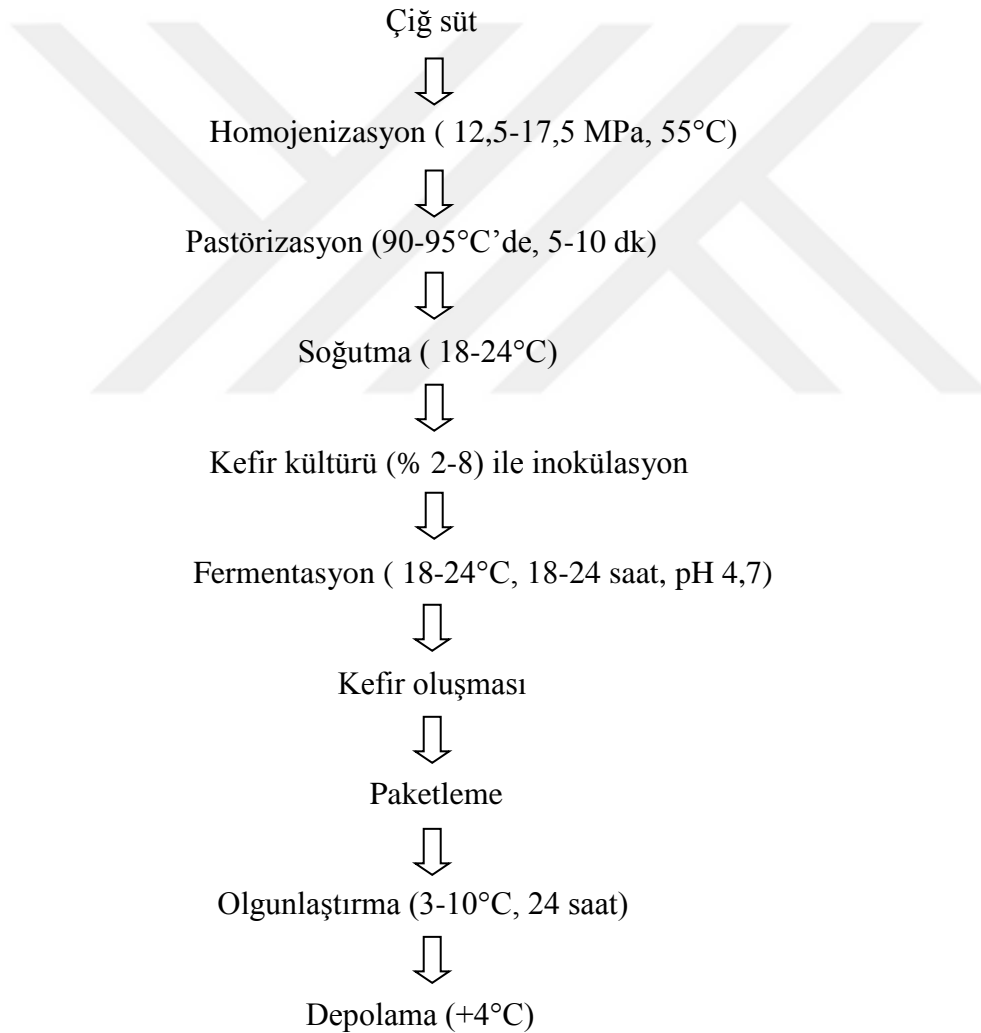 Çiğ süt
Homojenizasyon ( 12,5-17,5 MPa, 55°C)
Pastörizasyon (90-95°C’de, 5-10 dk)
Soğutma ( 18-24°C)
Kefir kültürü (% 2-8) ile inokülasyon
Fermentasyon ( 18-24°C, 18-24 saat, pH 4,7)
Kefir oluşması
Paketleme
Olgunlaştırma (3-10°C, 24 saat)
Depolama (+4°C)